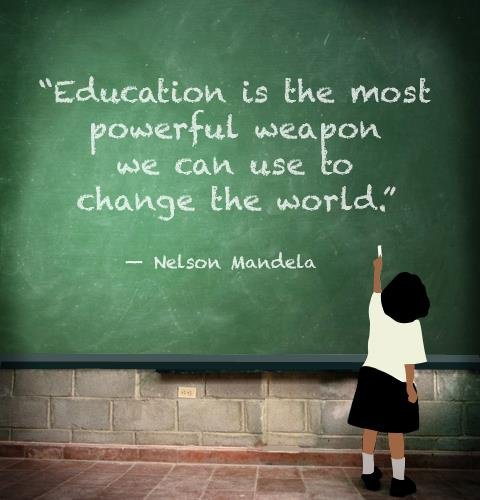 “Education is the most
powerful weapon
we can use to
change the world.”
— Nelson Mandela